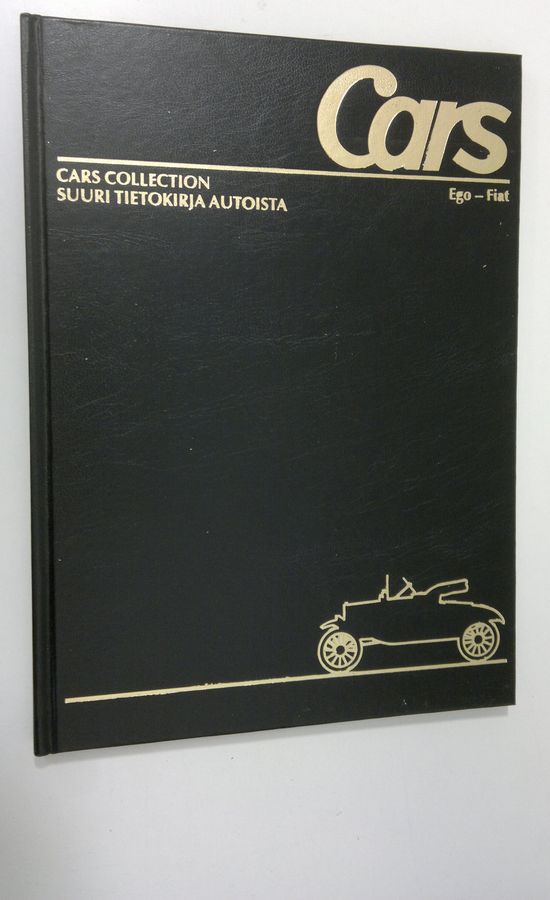 Cars
CARS COLLECTION
SUURI TIETOKIRJA AUTOISTA
Ego – Fiat